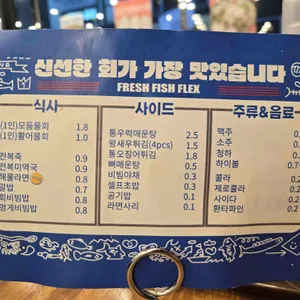 신선한 회가 가장 맛있습니다
FRESH FISH FLEX
식사
(1인)모둠물회 1.8
(1인)활어물회 1.0
전복죽 0.9
전복미역국 0.9
해물라면 0.8
알밥 0.7
회비빔밥 0.8
멍게비빔밥 0.8
사이드
통우럭매운탕 2.5
왕새우튀김(4pcs) 1.5
통오징어튀김 1.8
뼈매운탕 0.5
비빔야채 0.3
셀프초밥 0.3
공기밥 0.1
라면사리 0.1
주류&음료
맥주
소주
청하
하이볼 0.7
콜라
제로콜라
사이다
환타파인